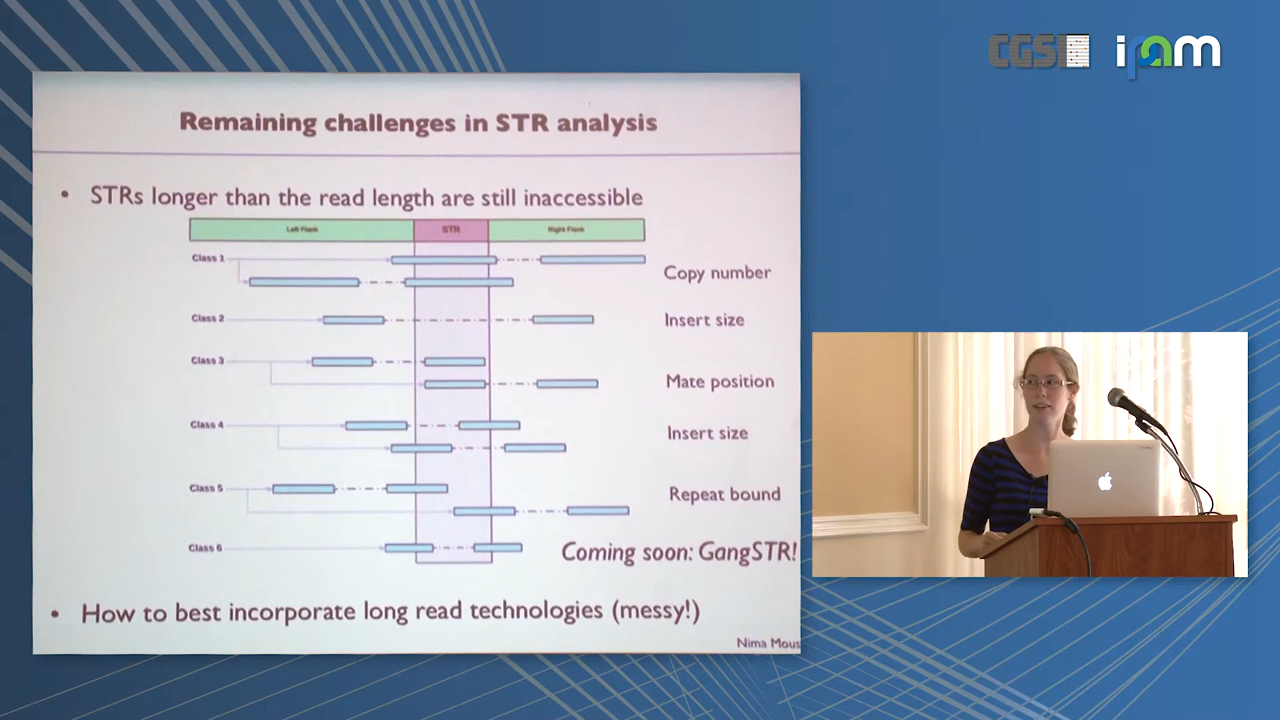 CGSI
ipam
Remaining challenges in STR analysis
• STRs longer than the read length are still inaccessible
Left Flank STR Right Flank
Class 1
Copy number
Class 2
Insert size
Class 3
Mate position
Class 4
Insert size
Class 5
Repeat bound
Class 6
Coming soon: GangSTR!
• How to best incorporate long read technologies (messy!)
Nima Mous